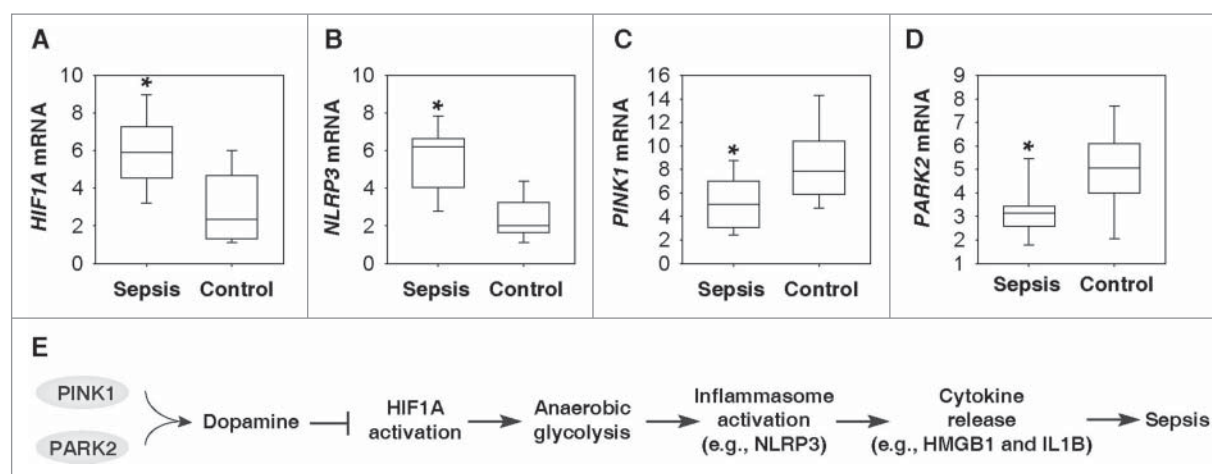 A
HIF1A mRNA
10
8
6
4
2
0
*
Sepsis Control
B
NLRP3 mRNA
10
8
6
4
2
0
*
Sepsis Control
C
PINK1 mRNA
16
14
12
10
8
6
4
2
0
*
Sepsis Control
D
PARK2 mRNA
9
8
7
6
5
4
3
2
1
*
Sepsis Control
E
PINK1
PARK2
Dopamine
HIF1A
activation
Anaerobic
glycolysis
Inflammasome
activation
(e.g., NLRP3)
Cytokine
release
(e.g., HMGB1 and IL1B)
Sepsis